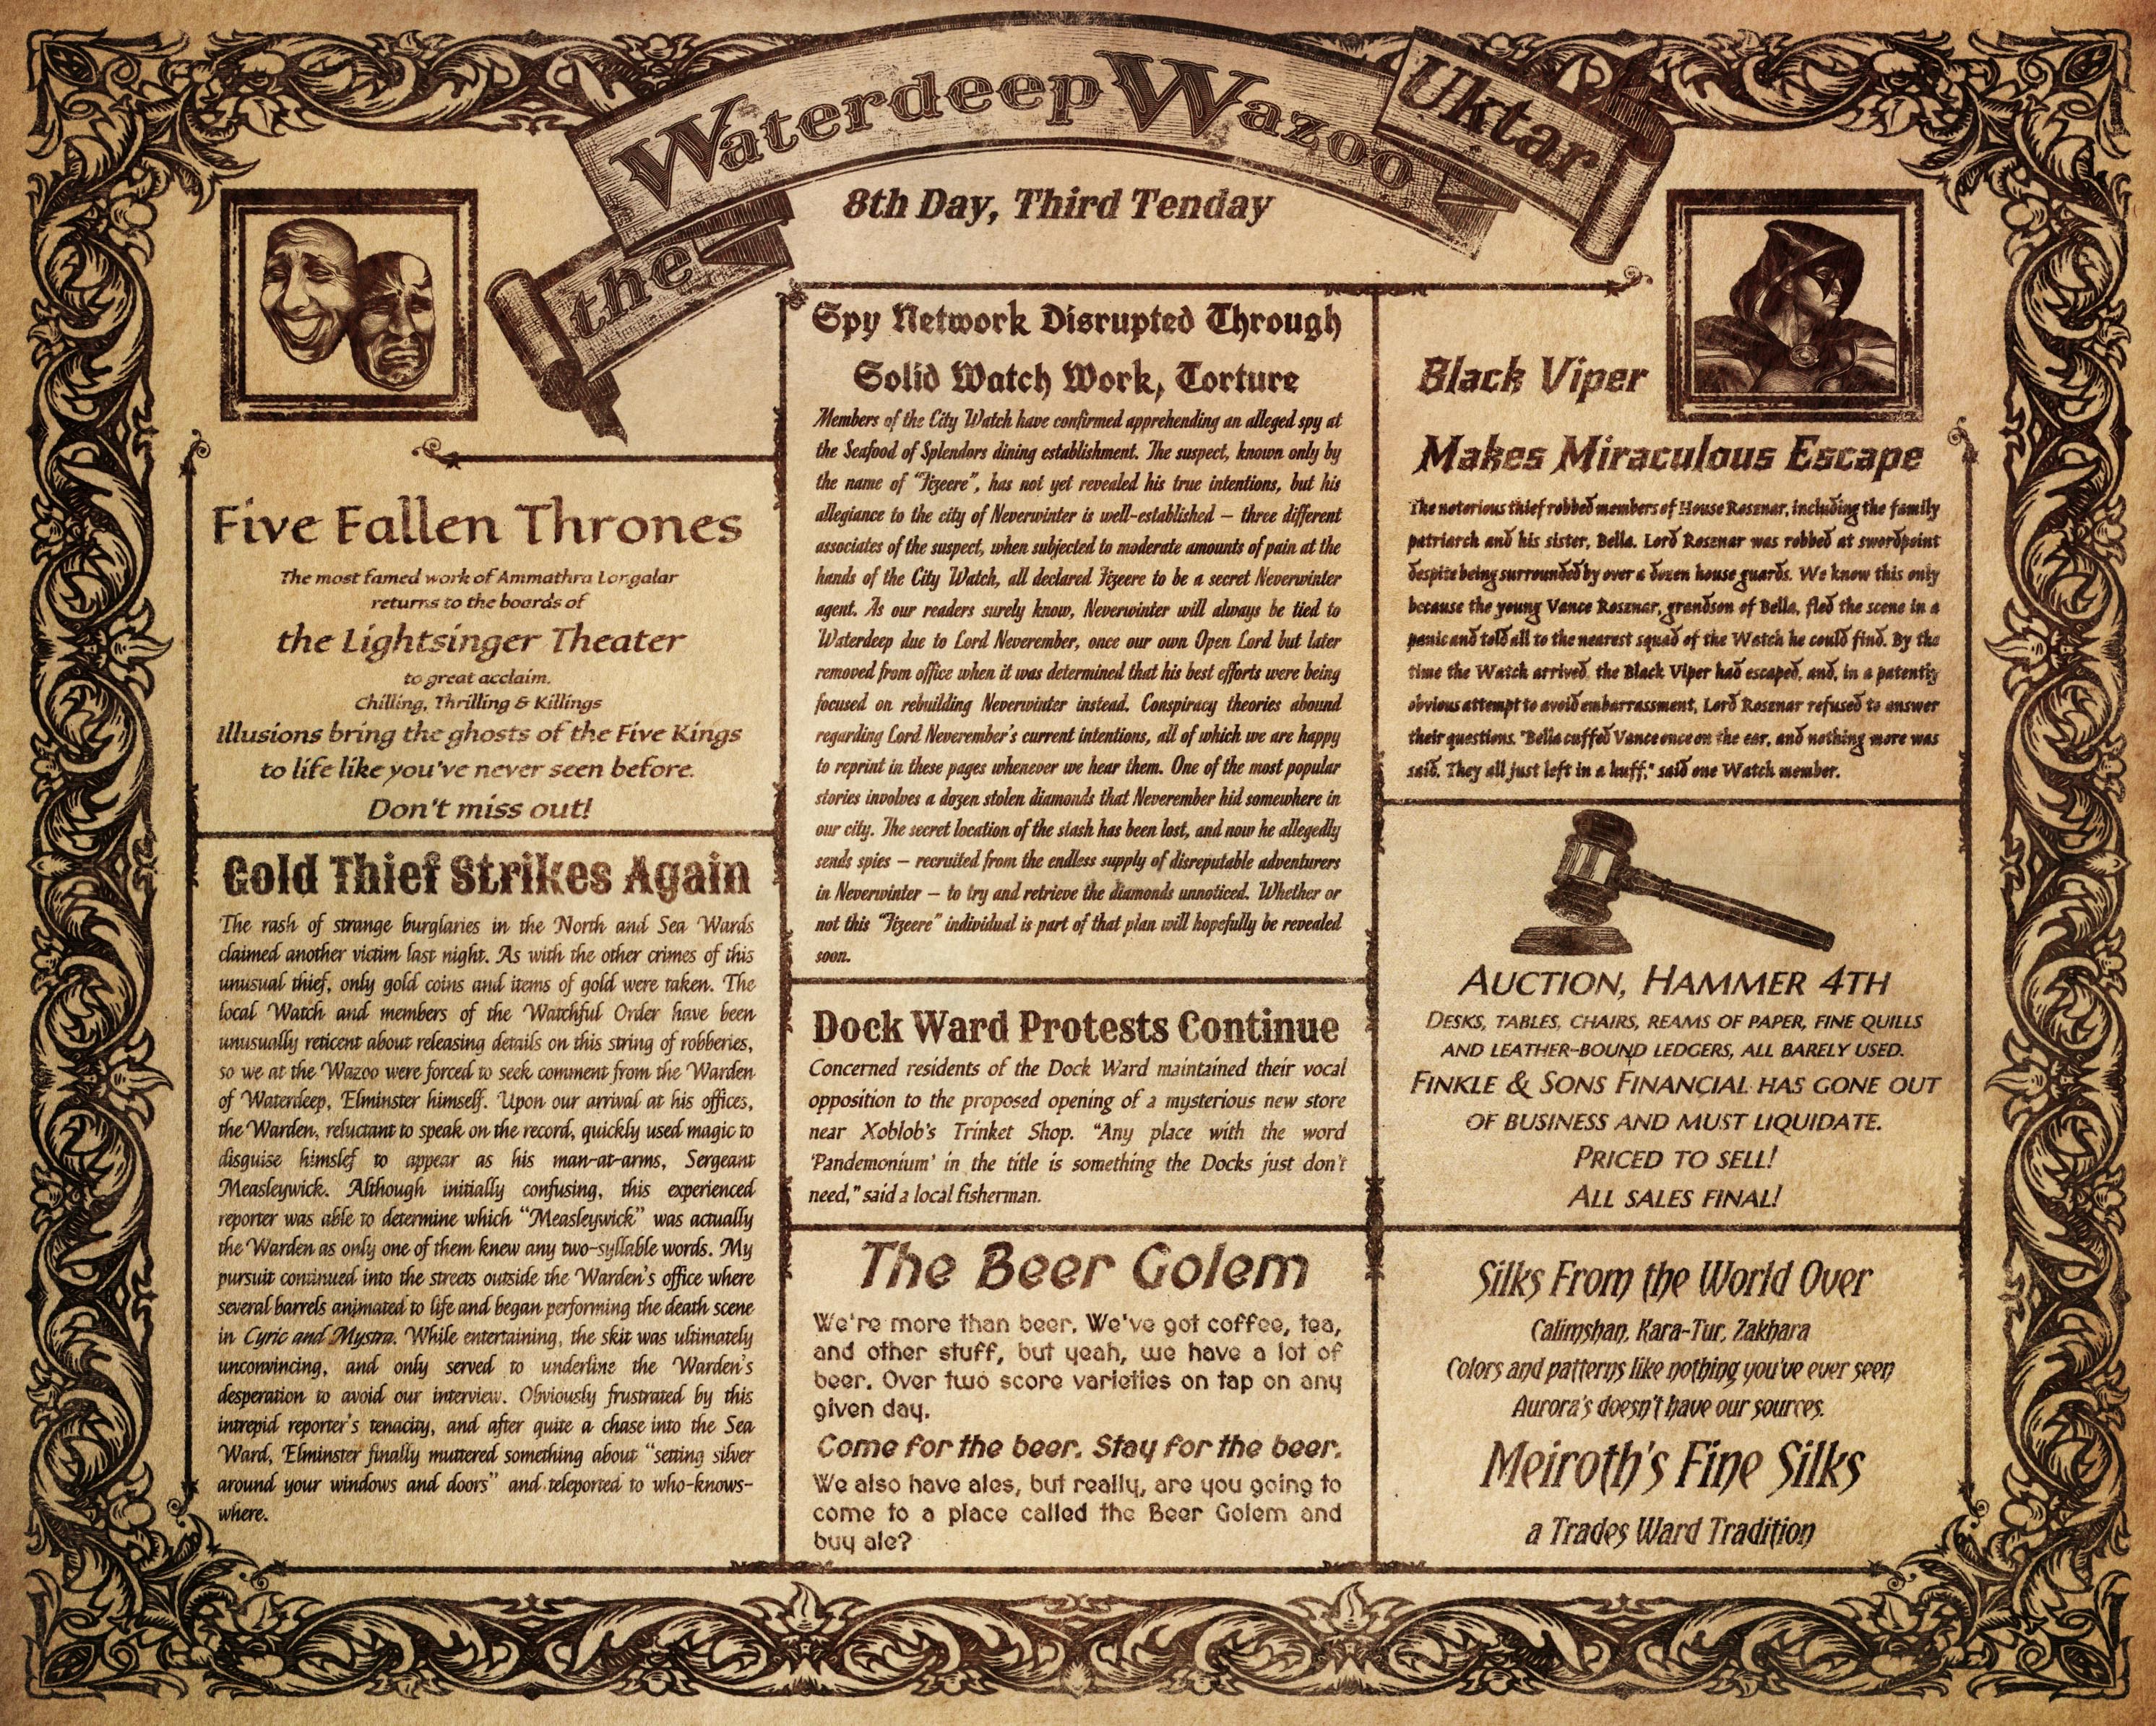 the Waterdeep Wazoo Uktar
8th Day, Third Tenday
Five Fallen Thrones
The most famed work of Ammathra Longalar
returns to the boards of
the Lightsinger Theater
to great acclaim.
Chilling, Thrilling & Killings
Illusions bring the ghosts of the Five Kings
to life like you've never seen before.
Don't miss out!
Gold Thief Strikes Again
The rash of strange burglaries in the North and Sea Wards
claimed another victim last night. As with the other crimes of this
unusual thief, only gold coins and items of gold were taken. The
local Watch and members of the Watchful Order have been
unusually reticent about releasing details on this string of robberies,
so we at the Wazoo were forced to seek comment from the Warden
of Waterdeep, Elminster himself. Upon our arrival at his offices,
the Warden, reluctant to speak on the record, quickly used magic to
disguise himslef to appear as his man-at-arms, Sergeant
Measleywick. Although initially confusing, this experienced
reporter was able to determine which "Measleywick" was actually
the Warden as only one of them knew any two-syllable words. My
pursuit continued into the streets outside the Warden's office where
several barrels animated to life and began performing the death scene
in Cyric and Mystra. While entertaining, the skit was ultimately
unconvincing, and only served to underline the Warden's
desperation to avoid our interview. Obviously frustrated by this
intrepid reporter's tenacity, and after quite a chase into the Sea
Ward, Elminster finally muttered something about "setting silver
around your windows and doors" and teleported to who-knows-
where.
Spy Network Disrupted Through
Solid Watch Work, Torture
Members of the City Watch have confirmed apprehending an alleged spy at
the Seafood of Splendors dining establishment. The suspect, known only by
the name of "Fizeere", has not yet revealed his true intentions, but his
allegiance to the city of Neverwinter is well-established – three different
associates of the suspect, when subjected to moderate amounts of pain at the
hands of the City Watch, all declared Fizeere to be a secret Neverwinter
agent. As our readers surely know, Neverwinter will always be tied to
Waterdeep due to Lord Neverember, once our own Open Lord but later
removed from office when it was determined that his best efforts were being
focused on rebuilding Neverwinter instead. Conspiracy theories abound
regarding Lord Neverember's current intentions, all of which we are happy
to reprint in these pages whenever we hear them. One of the most popular
stories involves a dozen stolen diamonds that Neverember hid somewhere in
our city. The secret location of the stash has been lost, and now he allegedly
sends spies – recruited from the endless supply of disreputable adventurers
in Neverwinter – to try and retrieve the diamonds unnoticed. Whether or
not this "Fizeere" individual is part of that plan will hopefully be revealed
soon.
Dock Ward Protests Continue
Concerned residents of the Dock Ward maintained their vocal
opposition to the proposed opening of a mysterious new store
near Xoblob's Trinket Shop. "Any place with the word
'Pandemonium' in the title is something the Docks just don't
need," said a local fisherman.
The Beer Golem
We're more than beer. We've got coffee, tea,
and other stuff, but yeah, we have a lot of
beer. Over two score varieties on tap on any
given day.
Come for the beer. Stay for the beer.
We also have ales, but really, are you going to
come to a place called the Beer Golem and
buy ale?
Black Viper
Makes Miraculous Escape
The notorious thief robbed members of House Rosznar, including the family
patriarch and his sister, Bella. Lord Rosznar was robbed at swordpoint
despite being surrounded by over a dozen house guards. We know this only
because the young Vance Rosznar, grandson of Bella, fled the scene in a
panic and told all to the nearest squad of the Watch he could find. By the
time the Watch arrived, the Black Viper had escaped, and, in a patently
obvious attempt to avoid embarrassment, Lord Rosznar refused to answer
their questions. "Bella cuffed Vance once on the ear, and nothing more was
said. They all just left in a huff," said one Watch member.
Auction, Hammer 4th
Desks, tables, chairs, reams of paper, fine quills
and leather-bound ledgers, all barely used.
Finkle & Sons Financial has gone out
of business and must liquidate.
Priced to sell!
All sales final!
Silks From the World Over
Calimshan, Kara-Tur, Zakhara
Colors and patterns like nothing you've ever seen
Aurora's doesn't have our sources.
Meiroth's Fine Silks
a Trades Ward Tradition